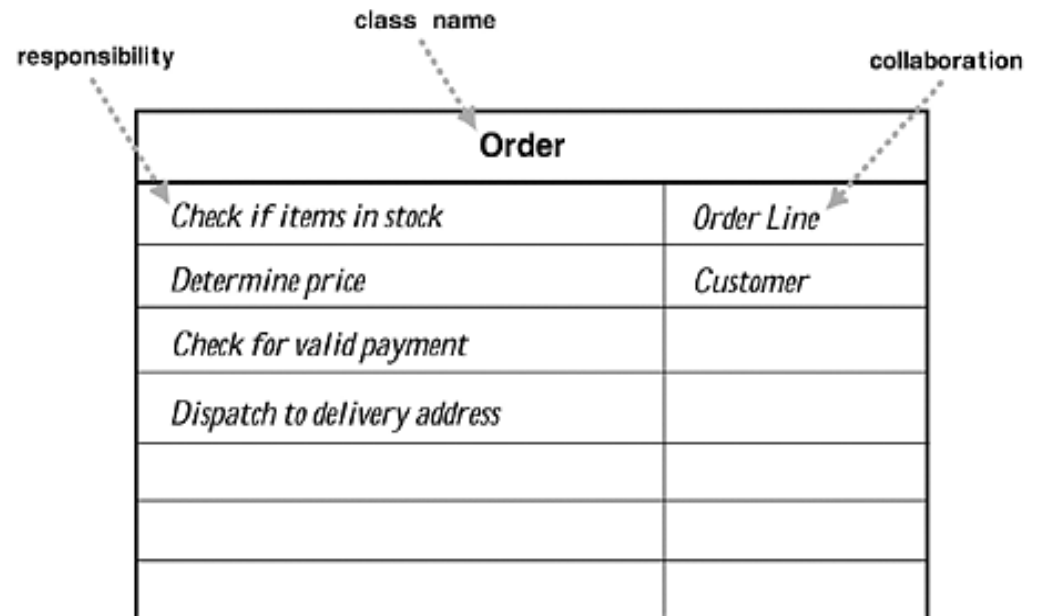 class name
responsibility
collaboration
Order
Check if items in stock
Order Line
Determine price
Customer
Check for valid payment
Dispatch to delivery address